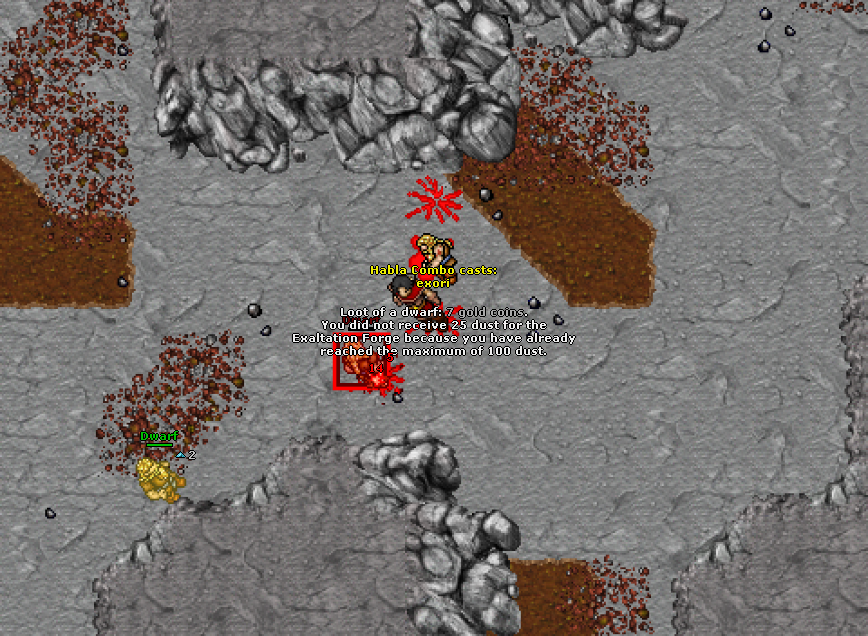 Habla Combo casts:
exori
Loot of a dwarf: 7 gold coins.
You did not receive 25 dust for the
Exaltation Forge because you have already
reached the maximum of 100 dust.
Dwarf
2